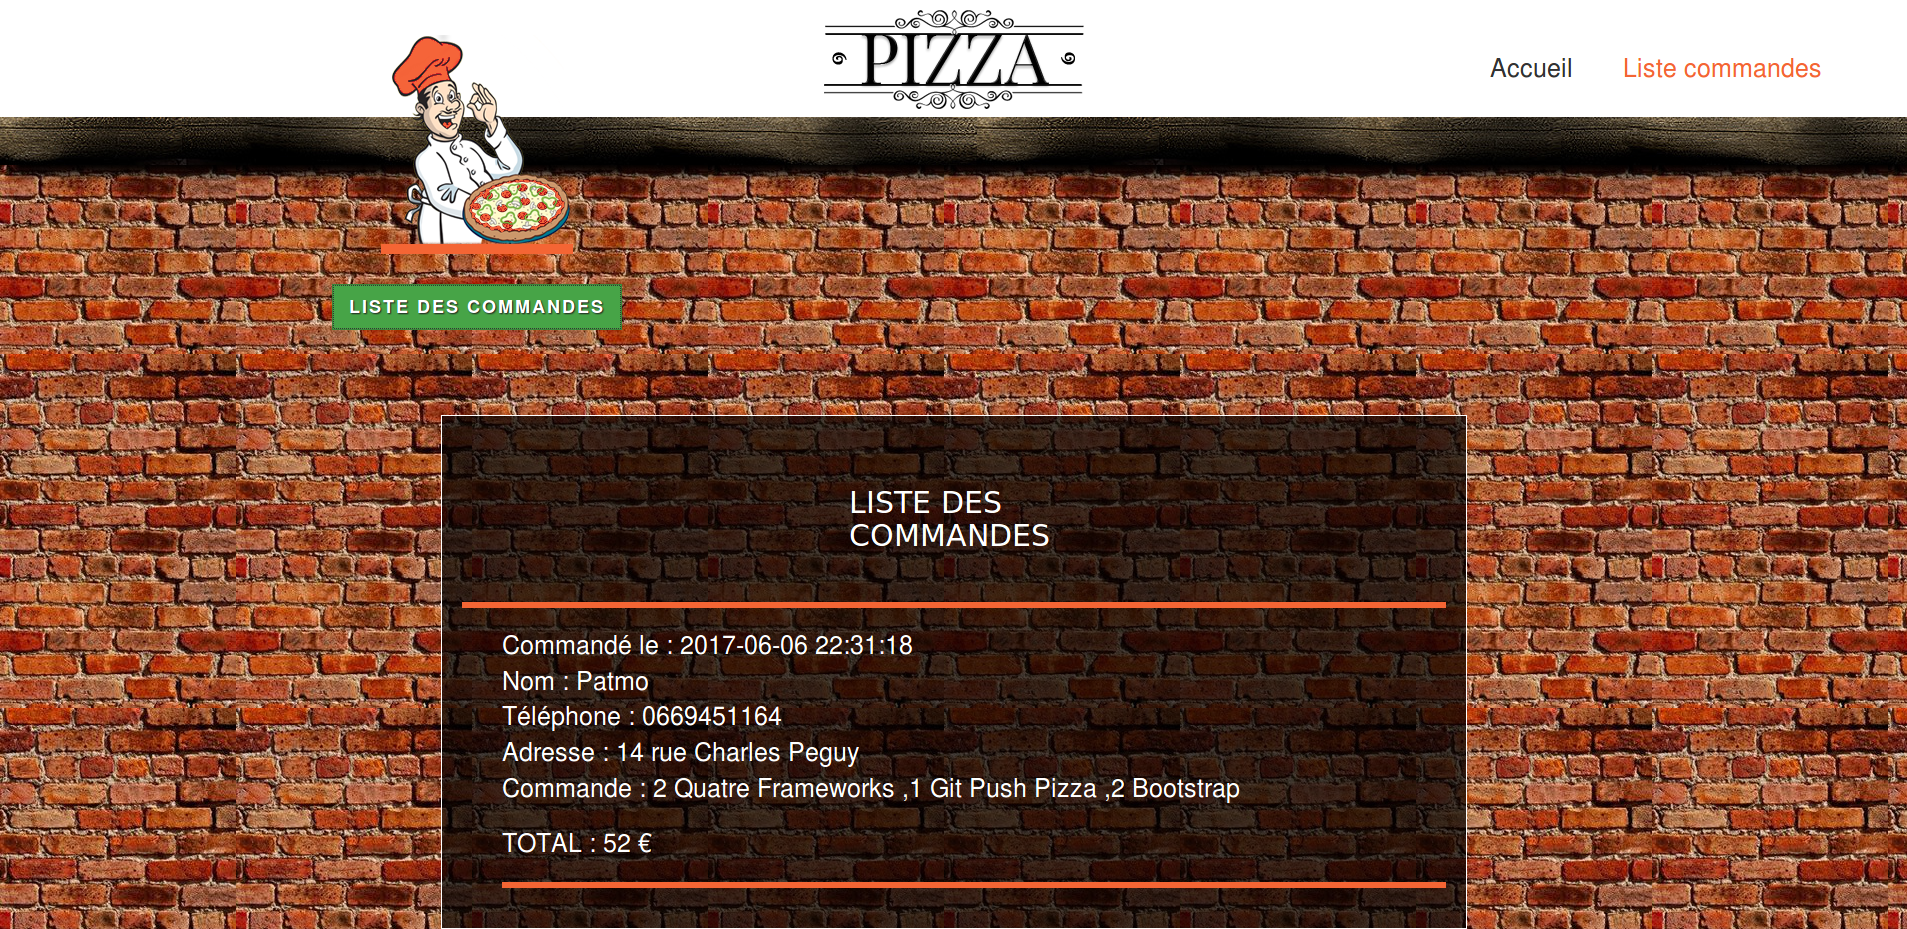 PIZZA
Accueil
Liste commandes
LISTE DES COMMANDES
LISTE DES
COMMANDES
Commandé le : 2017-06-06 22:31:18
Nom : Patmo
Téléphone : 0669451164
Adresse : 14 rue Charles Peguy
Commande : 2 Quatre Frameworks ,1 Git Push Pizza ,2 Bootstrap
TOTAL : 52 €